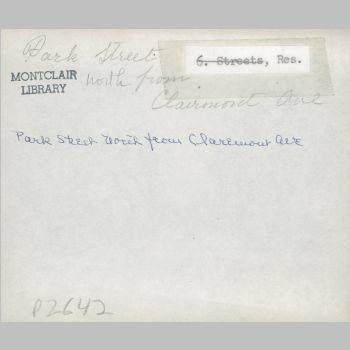 Park Street
6. Streets, Res.
MONTCLAIR
LIBRARY
North from
Clairmont Ave
Park Street North from Claremont Ave
P2642